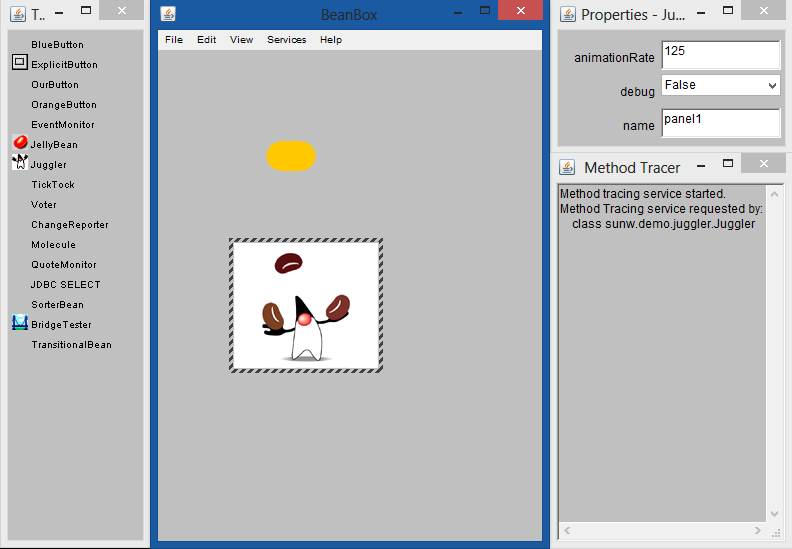 T...
BlueButton
ExplicitButton
OurButton
OrangeButton
EventMonitor
JellyBean
Juggler
TickTock
Voter
ChangeReporter
Molecule
QuoteMonitor
JDBC SELECT
SorterBean
BridgeTester
TransitionalBean
BeanBox
File Edit View Services Help
Properties - Ju...
animationRate 125
debug False
name panel1
Method Tracer
Method tracing service started.
Method Tracing service requested by:
class sunw.demo.juggler.Juggler